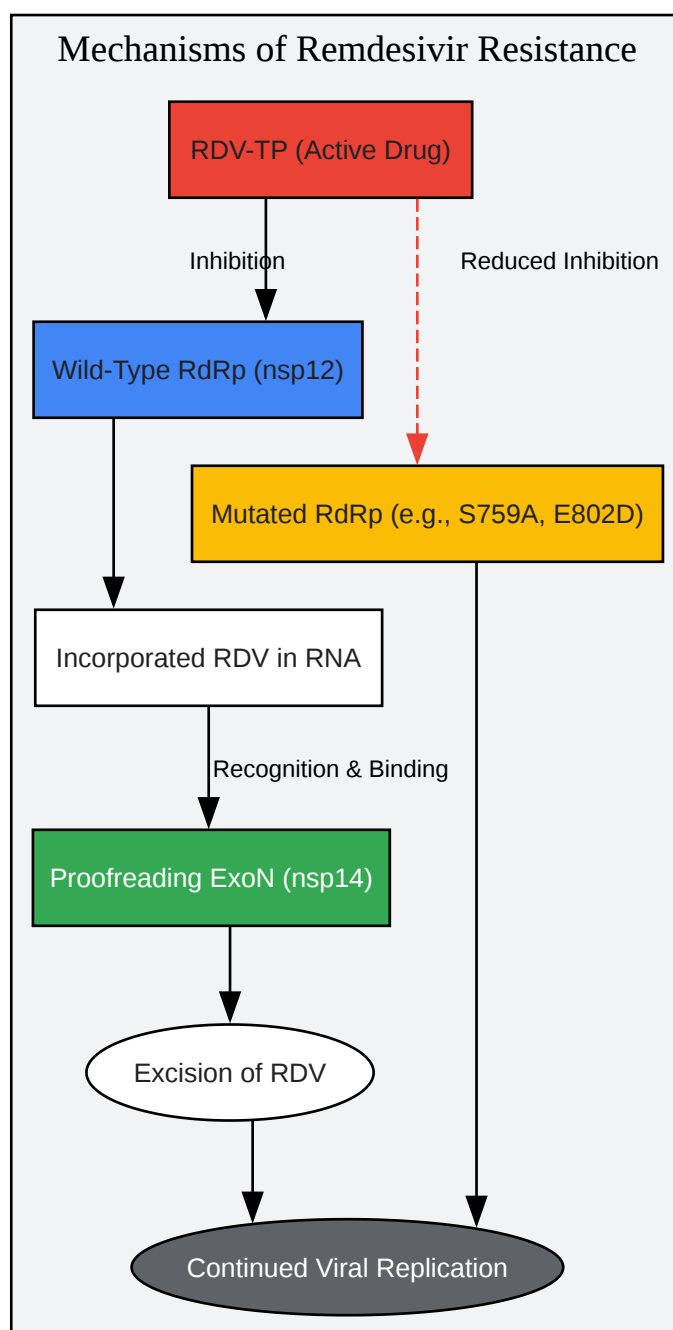 Mechanisms of Remdesivir Resistance
RDV-TP (Active Drug)
Inhibition
Reduced Inhibition
Wild-Type RdRp (nsp12)
Mutated RdRp (e.g., S759A, E802D)
Incorporated RDV in RNA
Recognition & Binding
Proofreading ExoN (nsp14)
Excision of RDV
Continued Viral Replication